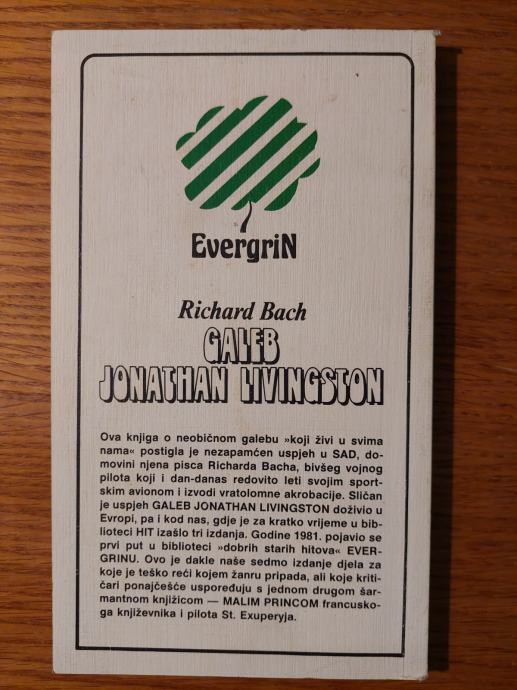 EvergriN
Richard Bach
GALEB
JONATHAN LIVINGSTON
Ova knjiga o neobičnom galebu »koji živi u svima
nama« postigla je nezapamćen uspjeh u SAD, do-
movini njena pisca Richarda Bacha, bivšeg vojnog
pilota koji i dan-danas redovito leti svojim sport-
skim avionom i izvodi vratolomne akrobacije. Sličan
je uspjeh GALEB JONATHAN LIVINGSTON doživio u
Evropi, pa i kod nas, gdje je za kratko vrijeme u bib-
lioteci HIT izašlo tri izdanja. Godine 1981. pojavio se
prvi put u biblioteci »dobrih starih hitova« EVER-
GRINU. Ovo je dakle naše sedmo izdanje djela za
koje je teško reći kojem žanru pripada, ali koje kriti-
čari ponajčešće uspoređuju s jednom drugom šar-
mantnom knjižicom — MALIM PRINCOM francusko-
ga književnika i pilota St. Exuperyja.